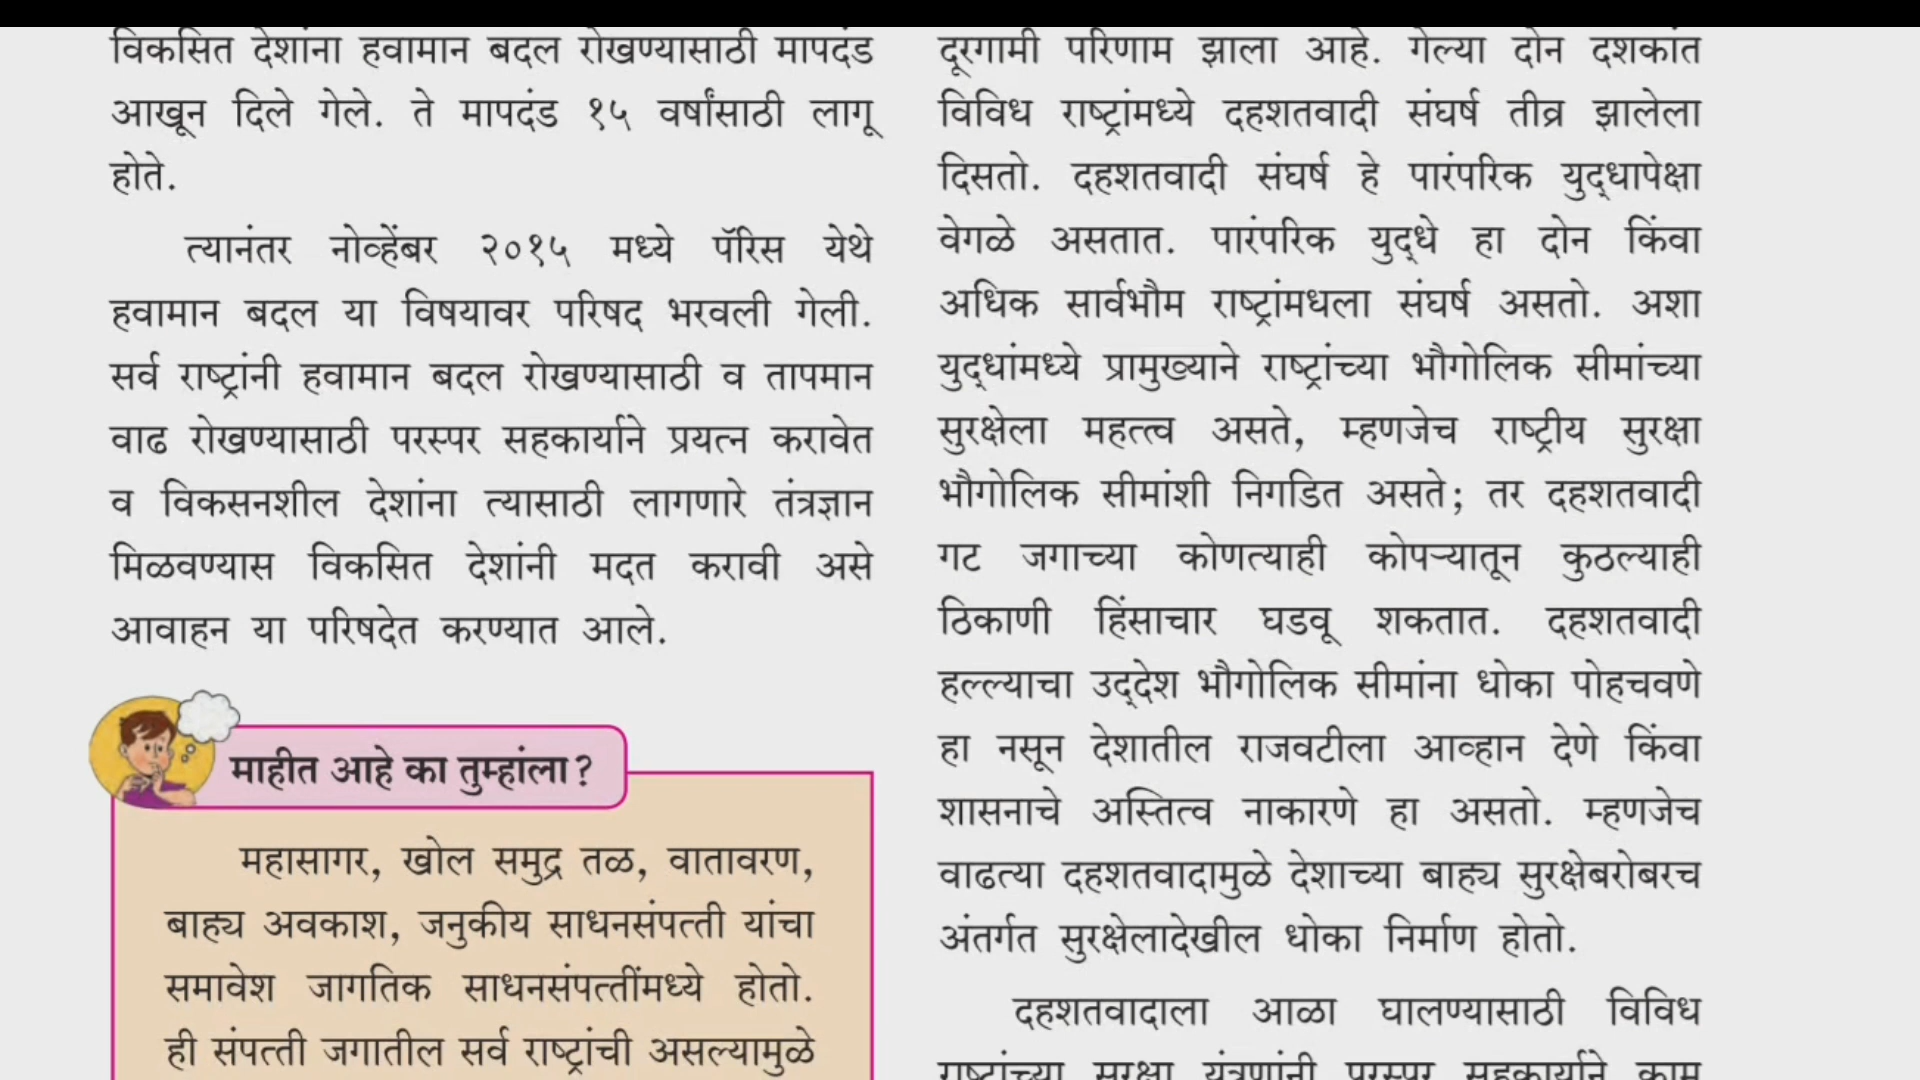 विकसित देशांना हवामान बदल रोखण्यासाठी मापदंड
आखून दिले गेले. ते मापदंड १५ वर्षांसाठी लागू
होते.
त्यानंतर नोव्हेंबर २०१५ मध्ये पॅरिस येथे
हवामान बदल या विषयावर परिषद भरवली गेली.
सर्व राष्ट्रांनी हवामान बदल रोखण्यासाठी व तापमान
वाढ रोखण्यासाठी परस्पर सहकार्याने प्रयत्न करावेत
व विकसनशील देशांना त्यासाठी लागणारे तंत्रज्ञान
मिळवण्यास विकसित देशांनी मदत करावी असे
आवाहन या परिषदेत करण्यात आले.
माहीत आहे का तुम्हांला?
महासागर, खोल समुद्र तळ, वातावरण,
बाह्य अवकाश, जनुकीय साधनसंपत्ती यांचा
समावेश जागतिक साधनसंपत्तींमध्ये होतो.
ही संपत्ती जगातील सर्व राष्ट्रांची असल्यामुळे
दूरगामी परिणाम झाला आहे. गेल्या दोन दशकांत
विविध राष्ट्रांमध्ये दहशतवादी संघर्ष तीव्र झालेला
दिसतो. दहशतवादी संघर्ष हे पारंपरिक युद्धापेक्षा
वेगळे असतात. पारंपरिक युद्धे हा दोन किंवा
अधिक सार्वभौम राष्ट्रांमधला संघर्ष असतो. अशा
युद्धांमध्ये प्रामुख्याने राष्ट्रांच्या भौगोलिक सीमांच्या
सुरक्षेला महत्त्व असते, म्हणजेच राष्ट्रीय सुरक्षा
भौगोलिक सीमांशी निगडित असते; तर दहशतवादी
गट जगाच्या कोणत्याही कोपऱ्यातून कुठल्याही
ठिकाणी हिंसाचार घडवू शकतात. दहशतवादी
हल्ल्याचा उद्देश भौगोलिक सीमांना धोका पोहचवणे
हा नसून देशातील राजवटीला आव्हान देणे किंवा
शासनाचे अस्तित्व नाकारणे हा असतो. म्हणजेच
वाढत्या दहशतवादामुळे देशाच्या बाह्य सुरक्षेबरोबरच
अंतर्गत सुरक्षेलादेखील धोका निर्माण होतो.
दहशतवादाला आळा घालण्यासाठी विविध
राष्ट्रांच्या सुरक्षा यंत्रणांनी परस्पर सहकार्याने काम